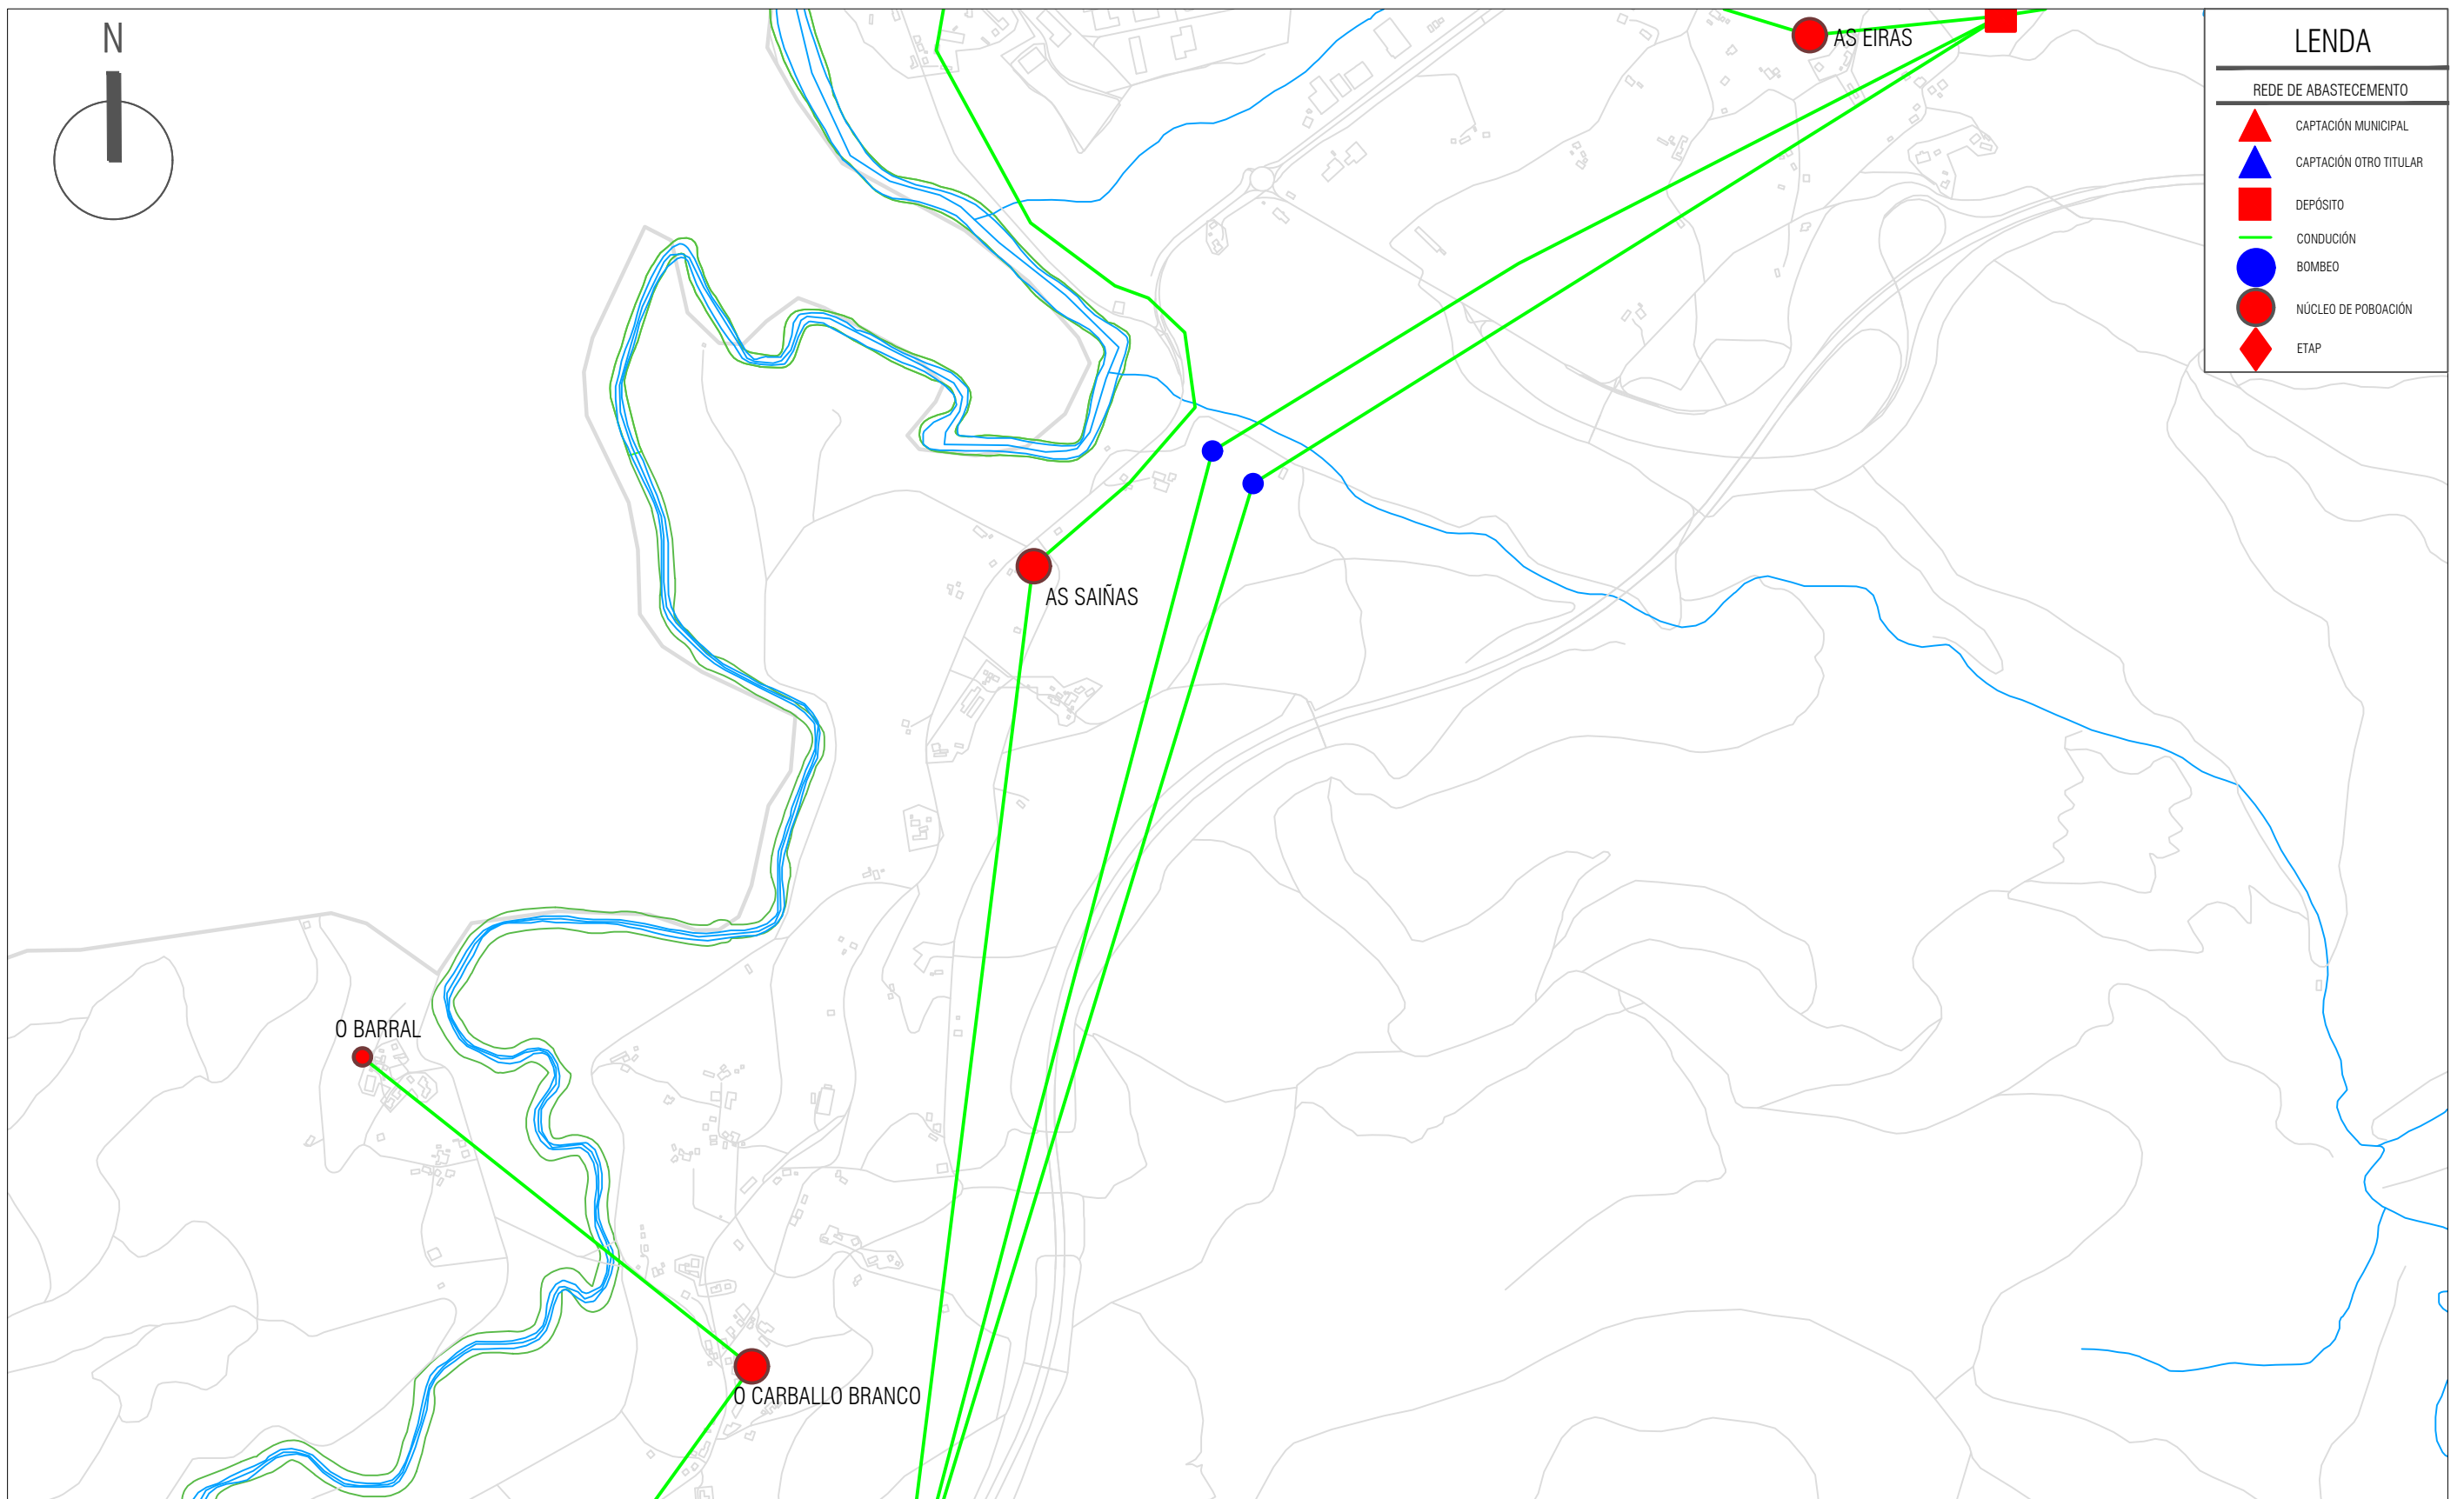 N
AS EIRAS
LENDA
REDE DE ABASTECEMENTO
CAPTACIÓN MUNICIPAL
CAPTACIÓN OTRO TITULAR
DEPÓSITO
CONDUCIÓN
BOMBEO
NÚCLEO DE POBOACIÓN
ETAP
AS SAIÑAS
O BARRAL
O CARBALLO BRANCO